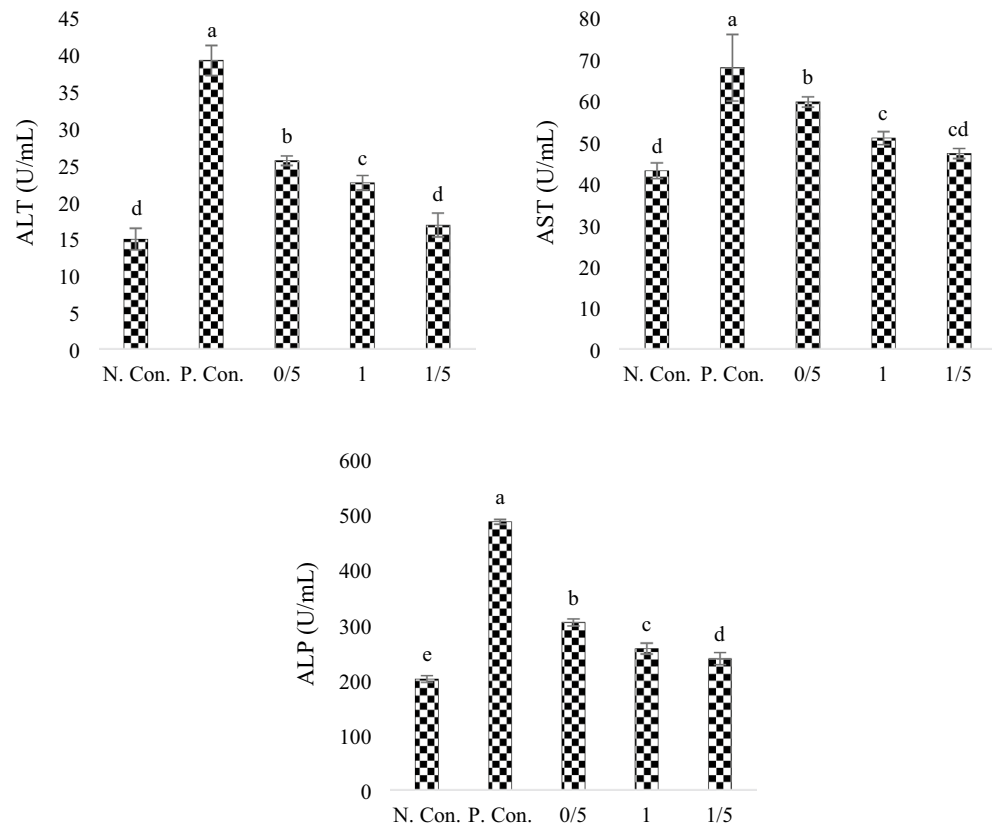 ALT (U/mL)
45
40
35
30
25
20
15
10
5
0
d
a
b
c
d
N. Con. P. Con. 0/5 1 1/5
AST (U/mL)
80
70
60
50
40
30
20
10
0
d
a
b
c
cd
N. Con. P. Con. 0/5 1 1/5
ALP (U/mL)
600
500
400
300
200
100
0
e
a
b
c
d
N. Con. P. Con. 0/5 1 1/5